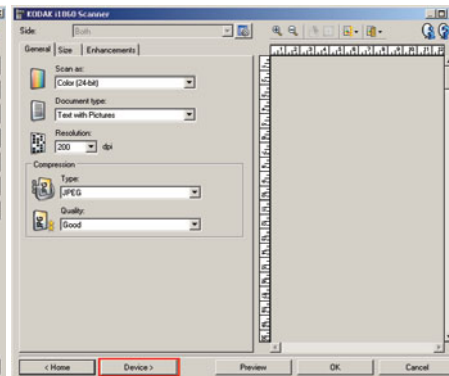 KODAK i1860 Scanner
Side:
Both
General
Size
Enhancements
Scan as:
Color (24-bit)
Document type:
Text with Pictures
Resolution:
200
dpi
Compression
Type:
JPEG
Quality:
Good
< Home
Device >
Preview
OK
Cancel